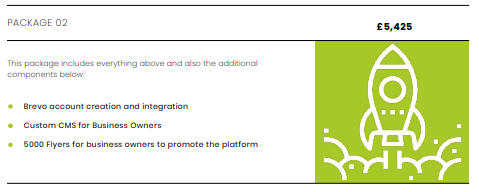 PACKAGE 02
£5,425
This package includes everything above and also the additional
components below:
Brevo account creation and integration
Custom CMS for Business Owners
5000 Flyers for business owners to promote the platform